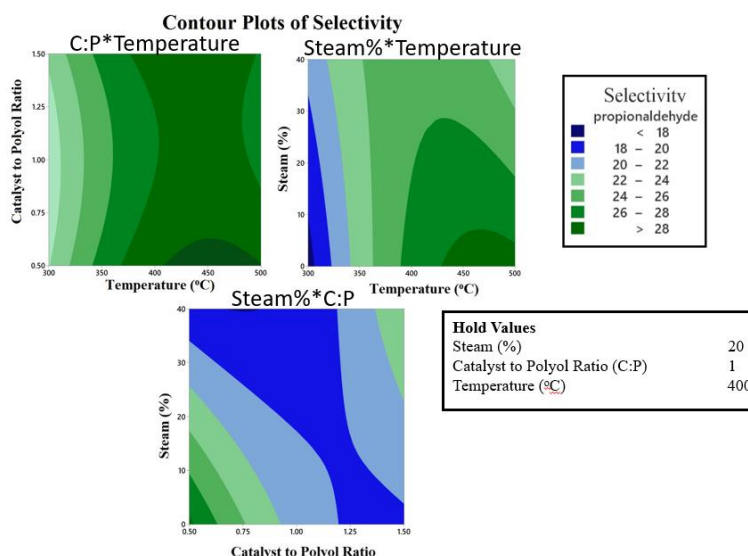 Contour Plots of Selectivity
C:P*Temperature
Steam%*Temperature
Catalyst to Polyol Ratio
1.50
1.25
1.00
0.75
0.50
300
350
400
450
500
Temperature (°C)
Steam (%)
40
30
20
10
0
300
350
400
450
500
Temperature (°C)
Selectivity
propionaldehyde
< 18
18 – 20
20 – 22
22 – 24
24 – 26
26 – 28
> 28
Steam%*C:P
Steam (%)
40
30
20
10
0
0.50
0.75
1.00
1.25
1.50
Catalyst to Polyol Ratio
Hold Values
Steam (%) 20
Catalyst to Polyol Ratio (C:P) 1
Temperature (°C) 400